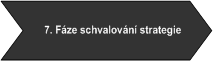 7. Fáze schvalování strategie